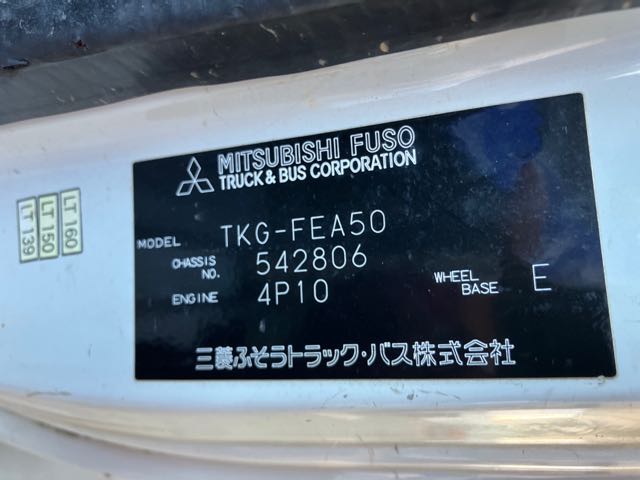 MITSUBISHI FUSO
TRUCK & BUS CORPORATION
MODEL TKG-FEA50
CHASSIS NO. 542806
ENGINE 4P10
WHEEL BASE E
三菱ふそうトラック・バス株式会社
LT 160
LT 150
LT 139